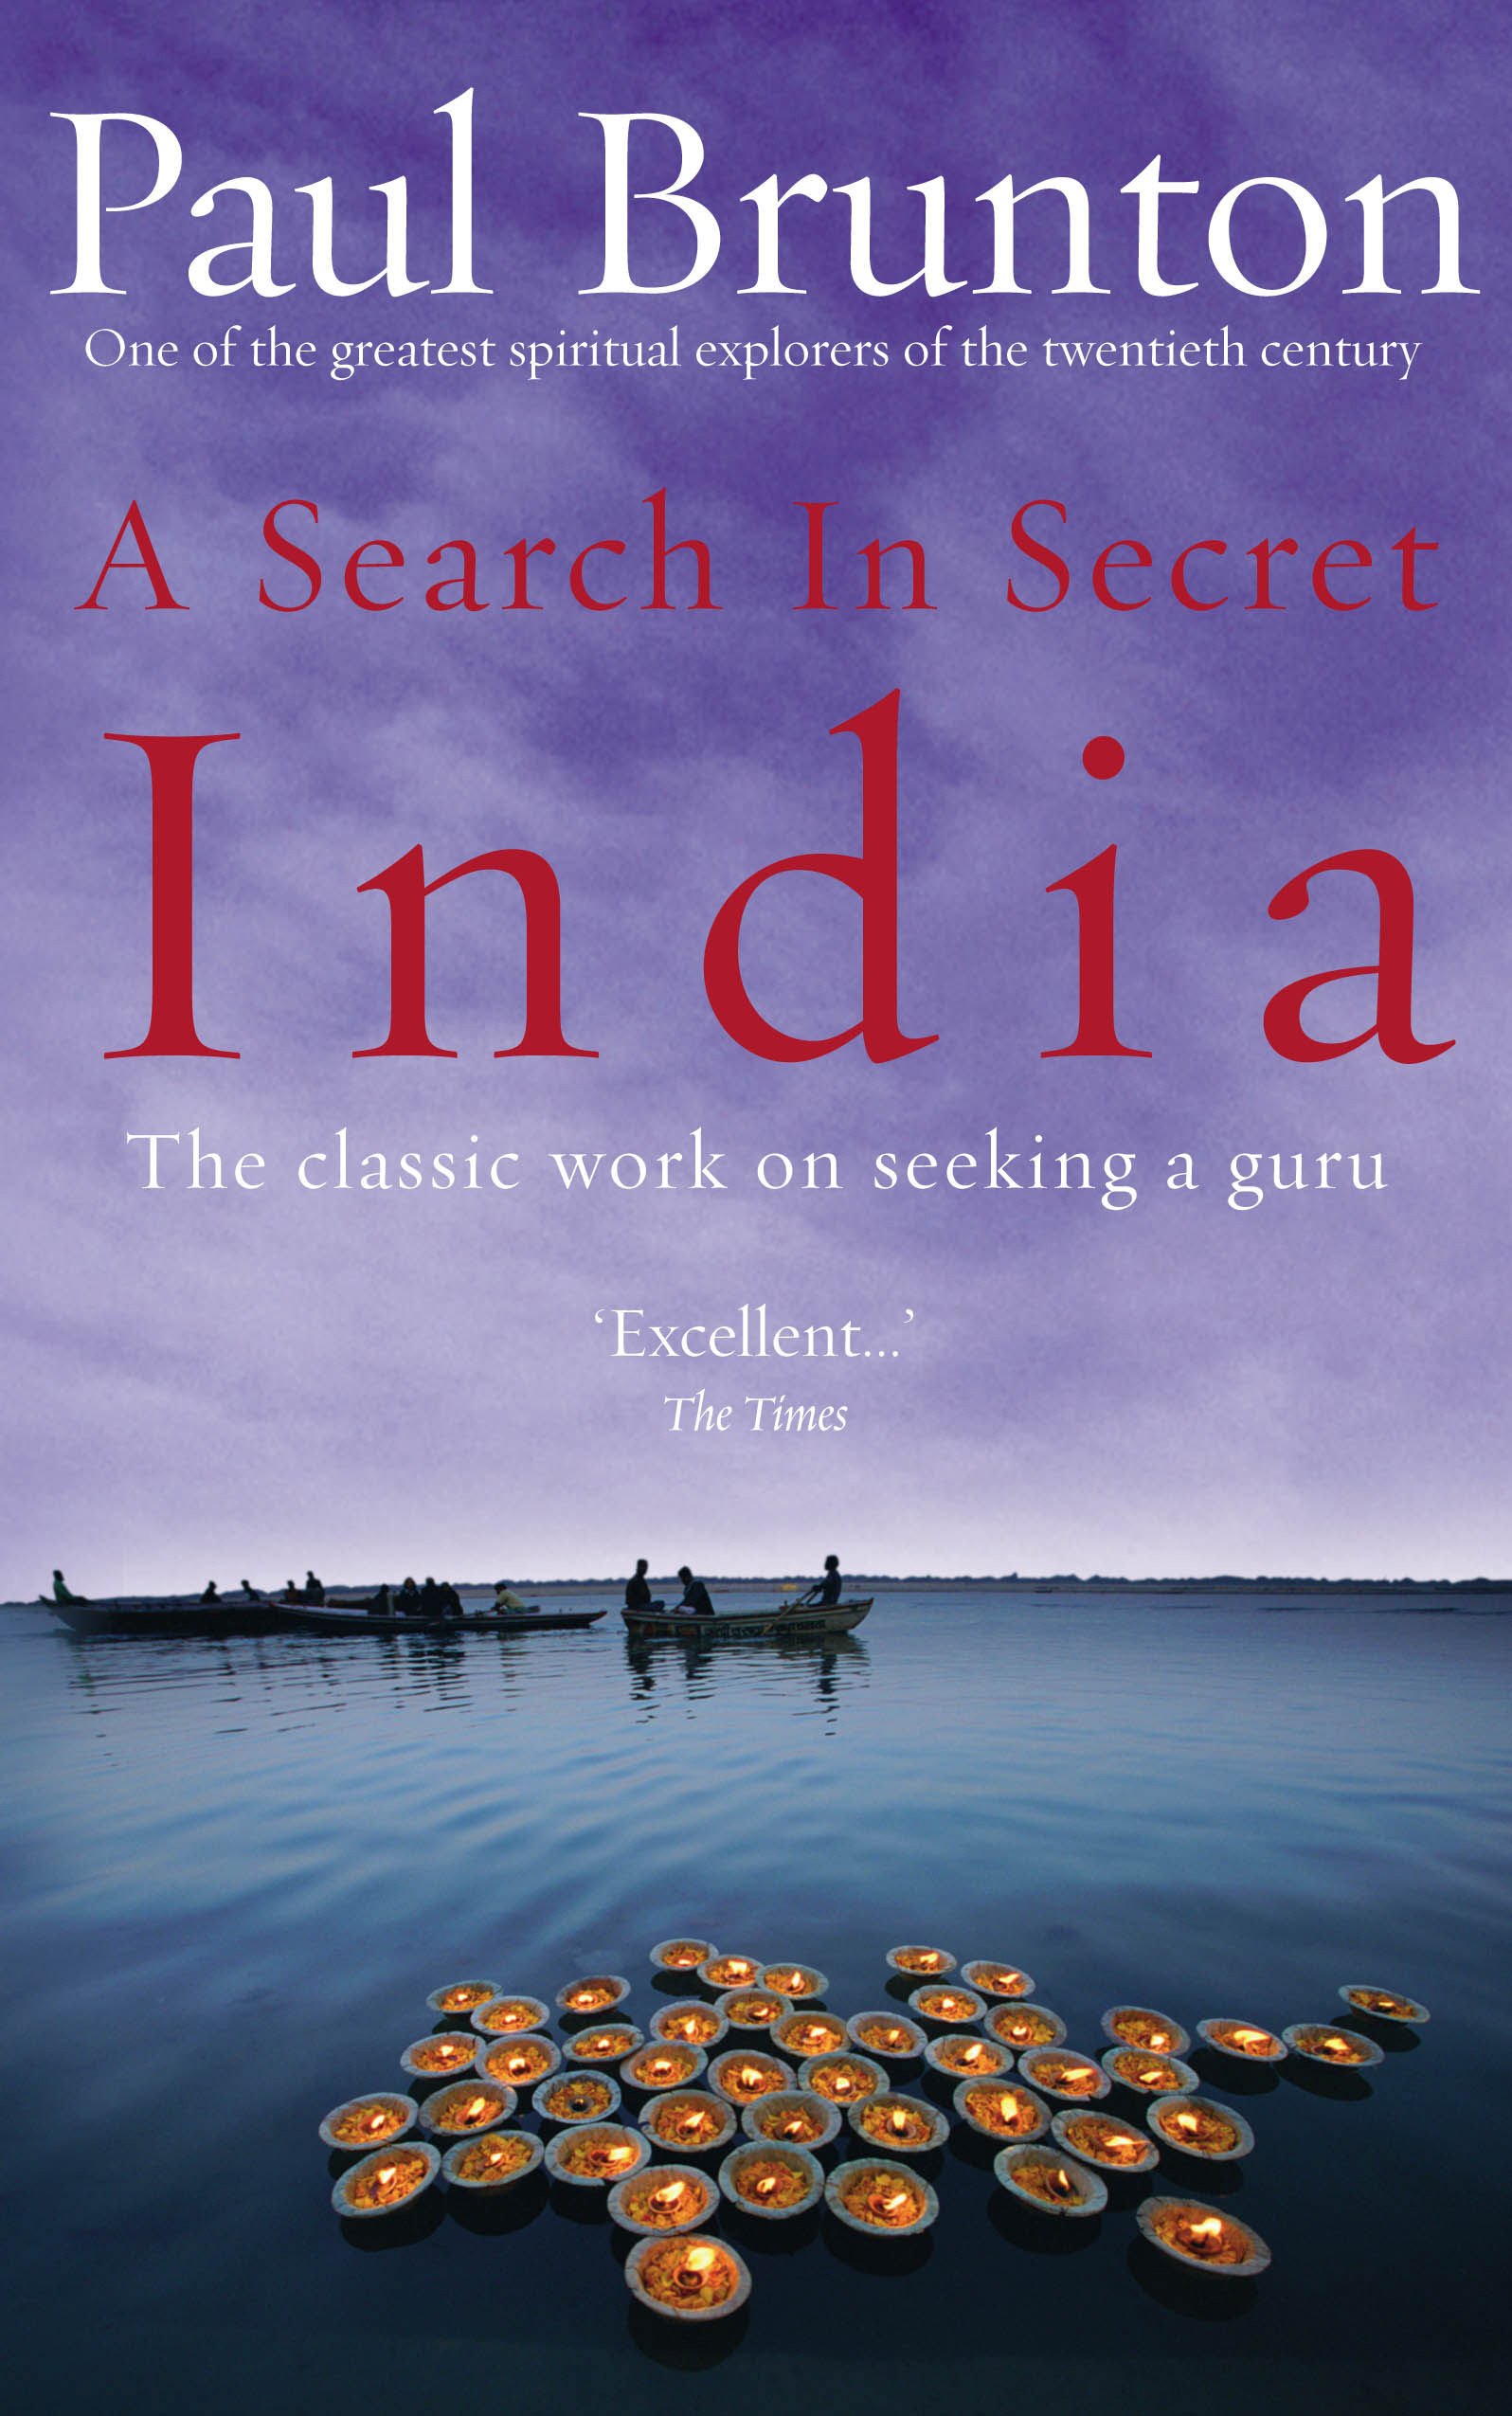 Paul Brunton
One of the greatest spiritual explorers of the twentieth century
A Search In Secret
India
The classic work on seeking a guru
‘Excellent...’
The Times